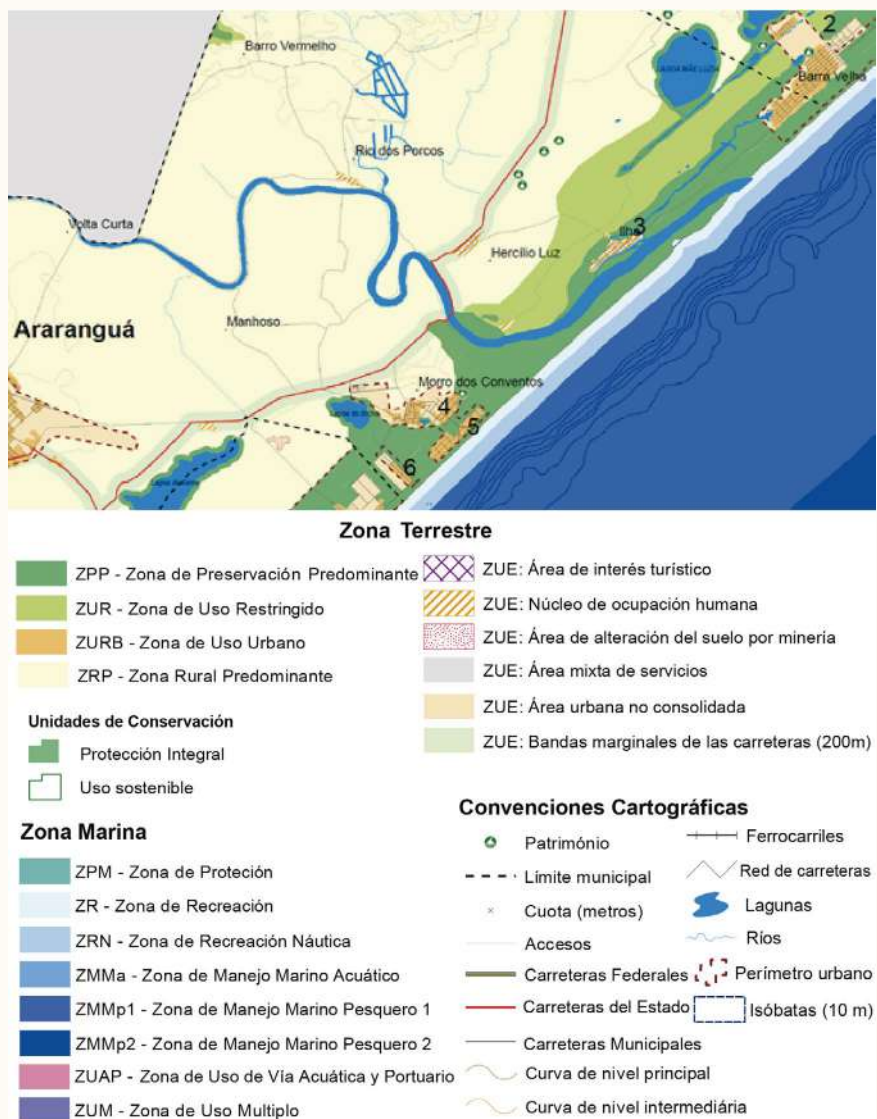 2
Barro Vermelho
LAGOA MÃE LUZIA
Barra Velha
Rio dos Porcos
Volta Curta
3
Ilha
Hercílio Luz
Araranguá
Manhoso
Morro dos Conventos
4
5
6
Zona Terrestre
ZPP - Zona de Preservación Predominante
ZUR - Zona de Uso Restringido
ZURB - Zona de Uso Urbano
ZRP - Zona Rural Predominante
ZUE: Área de interés turístico
ZUE: Núcleo de ocupación humana
ZUE: Área de alteración del suelo por minería
ZUE: Área mixta de servicios
ZUE: Área urbana no consolidada
ZUE: Bandas marginales de las carreteras (200m)
Unidades de Conservación
Protección Integral
Uso sostenible
Zona Marina
ZPM - Zona de Proteción
ZR - Zona de Recreación
ZRN - Zona de Recreación Náutica
ZMMa - Zona de Manejo Marino Acuático
ZMMp1 - Zona de Manejo Marino Pesquero 1
ZMMp2 - Zona de Manejo Marino Pesquero 2
ZUAP - Zona de Uso de Vía Acuática y Portuario
ZUM - Zona de Uso Multiplo
Convenciones Cartográficas
Património
Límite municipal
Cuota (metros)
Accesos
Carreteras Federales
Carreteras del Estado
Carreteras Municipales
Curva de nivel principal
Curva de nivel intermediária
Ferrocarriles
Red de carreteras
Lagunas
Ríos
Perímetro urbano
Isóbatas (10 m)